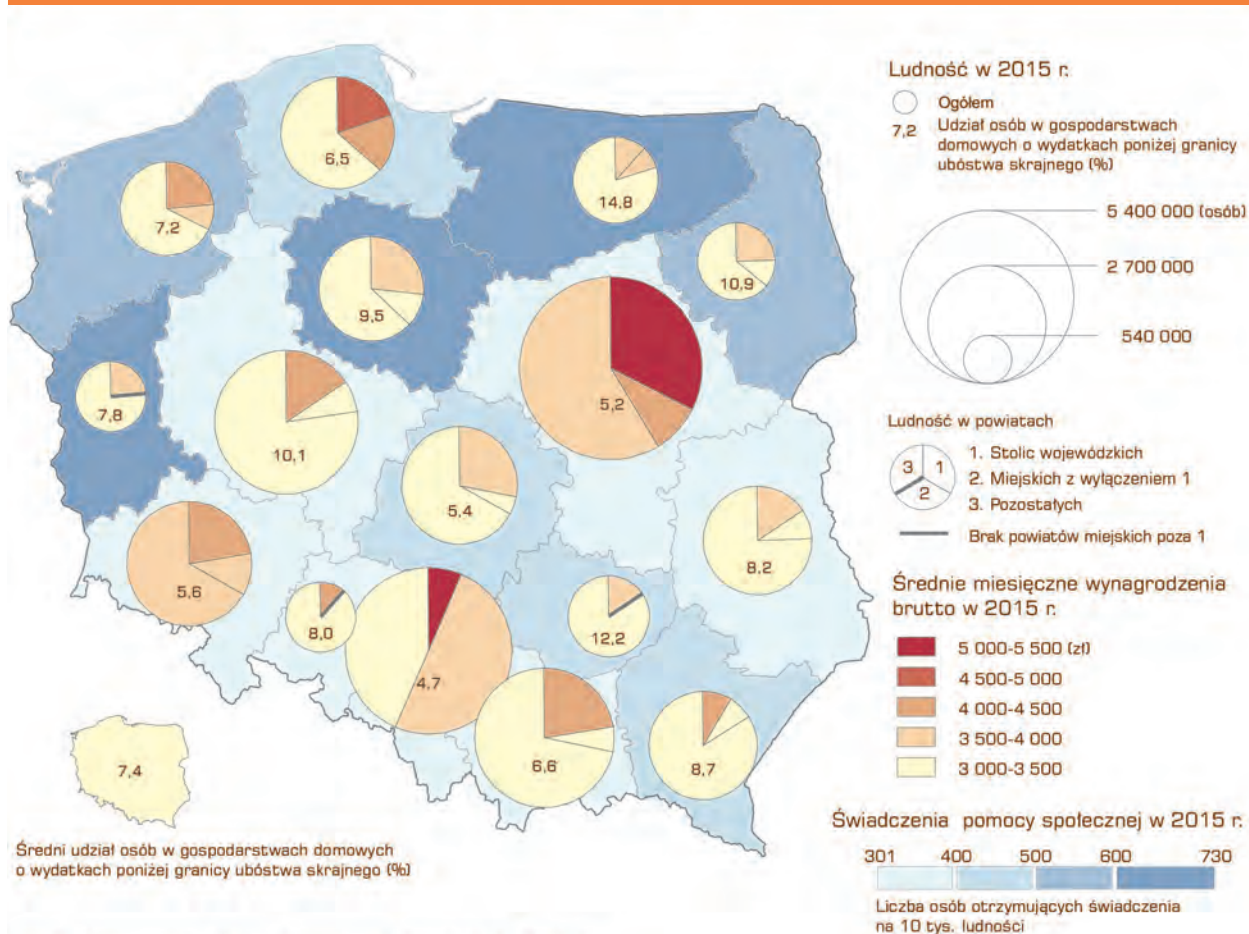 6,5
14,8
7,2
10,9
9,5
7,8
5,2
10,1
5,4
8,2
5,6
8,0
12,2
4,7
6,6
8,7
7,4
Średni udział osób w gospodarstwach domowych
o wydatkach poniżej granicy ubóstwa skrajnego (%)
Ludność w 2015 r.
Ogółem
7,2 Udział osób w gospodarstwach
domowych o wydatkach poniżej granicy
ubóstwa skrajnego (%)
5 400 000 (osób)
2 700 000
540 000
Ludność w powiatach
3 1
2
1. Stolic wojewódzkich
2. Miejskich z wyłączeniem 1
3. Pozostałych
Brak powiatów miejskich poza 1
Średnie miesięczne wynagrodzenia
brutto w 2015 r.
5 000-5 500 (zł)
4 500-5 000
4 000-4 500
3 500-4 000
3 000-3 500
Świadczenia pomocy społecznej w 2015 r.
301 400 500 600 730
Liczba osób otrzymujących świadczenia
na 10 tys. ludności